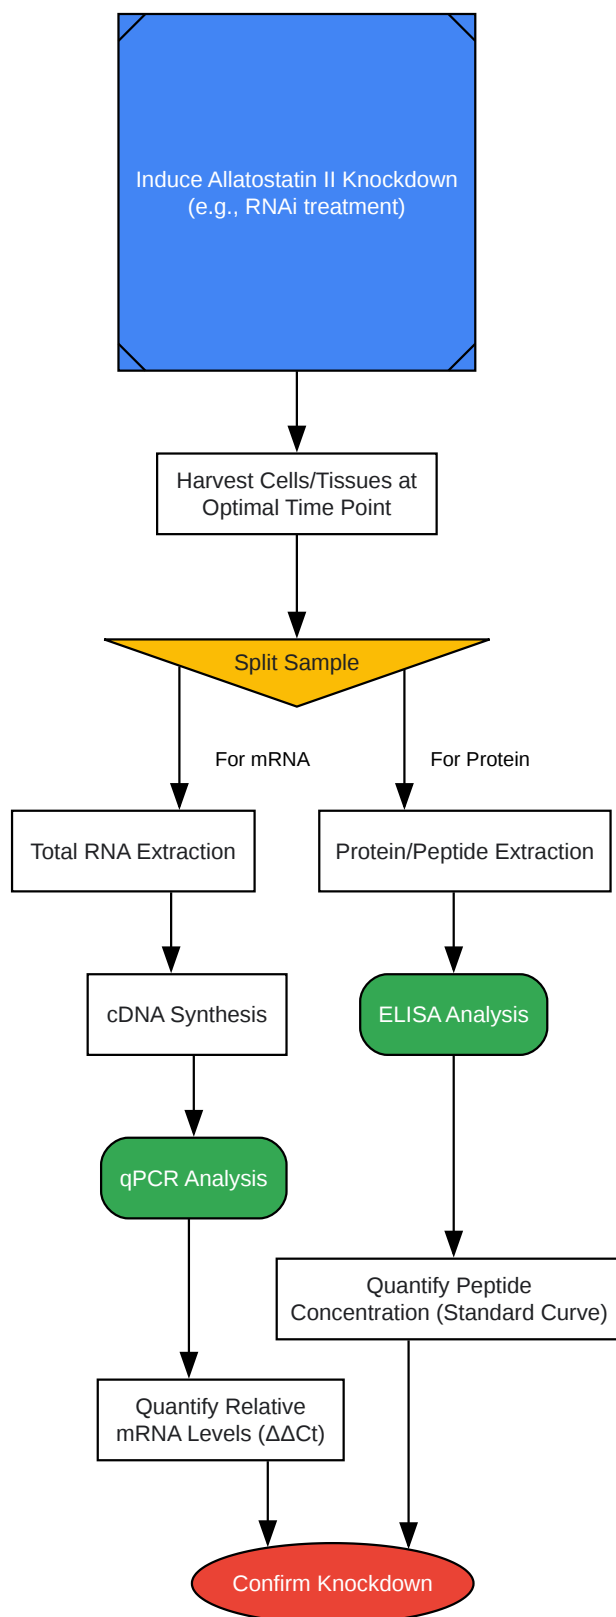 Induce Allatostatin II Knockdown
(e.g., RNAi treatment)
Harvest Cells/Tissues at
Optimal Time Point
Split Sample
For mRNA
For Protein
Total RNA Extraction
Protein/Peptide Extraction
cDNA Synthesis
ELISA Analysis
qPCR Analysis
Quantify Peptide
Concentration (Standard Curve)
Quantify Relative
mRNA Levels (ΔΔCt)
Confirm Knockdown